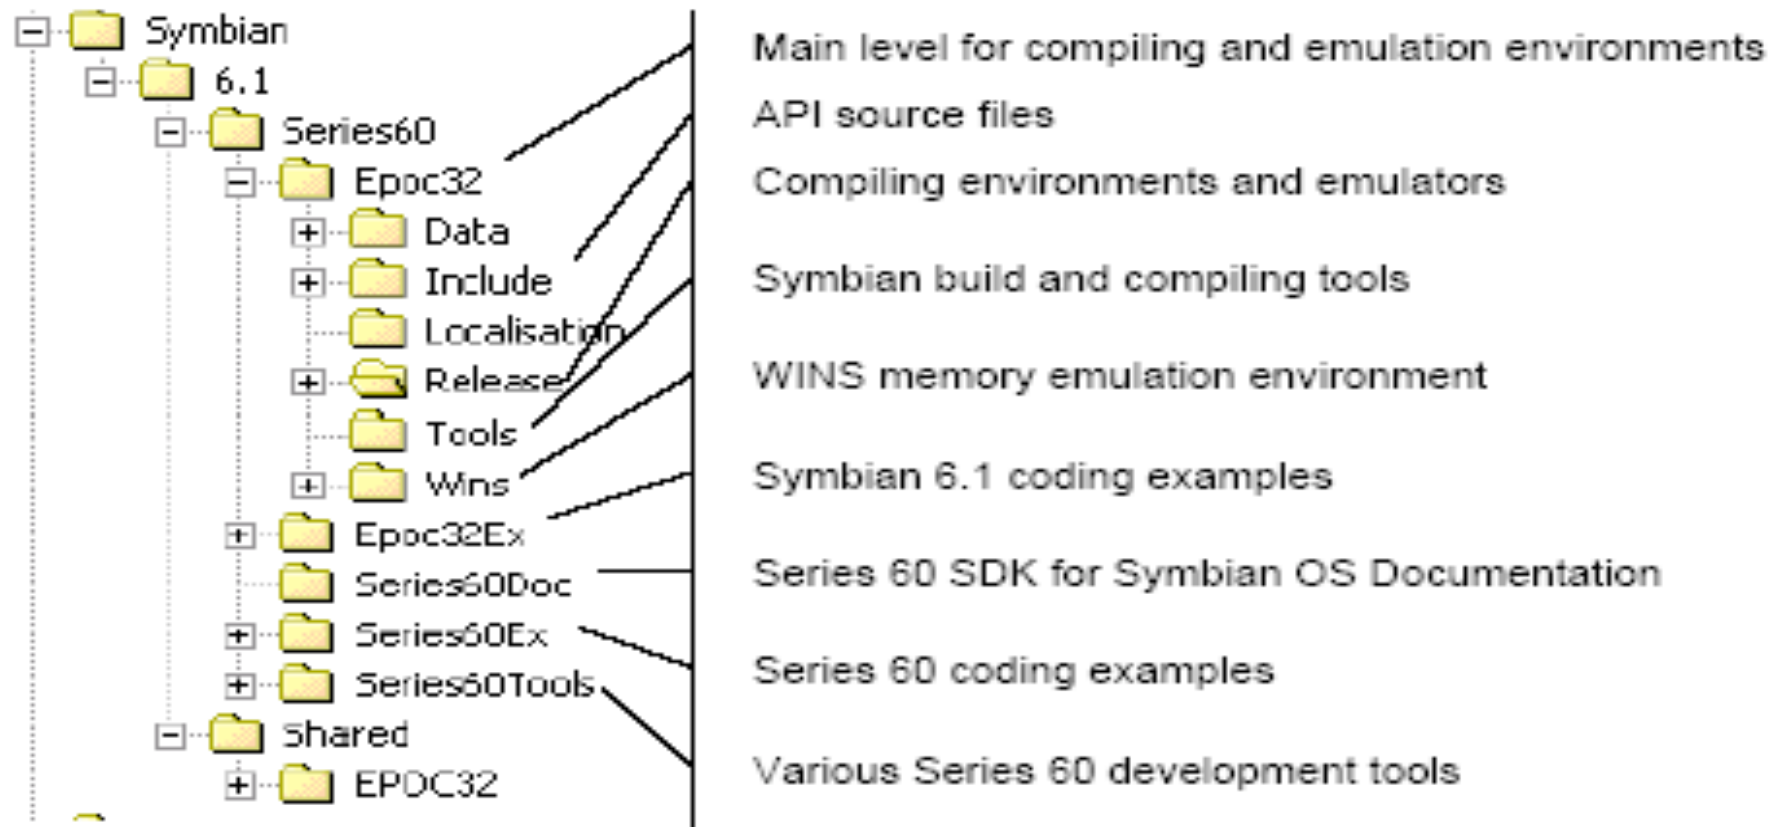 Symbian
6.1
Series60
Epoc32
Data
Include
Localisation
Release
Tools
Wins
Epoc32Ex
Series60Doc
Series60Ex
Series60Tools
Shared
EPOC32
Main level for compiling and emulation environments
API source files
Compiling environments and emulators
Symbian build and compiling tools
WINS memory emulation environment
Symbian 6.1 coding examples
Series 60 SDK for Symbian OS Documentation
Series 60 coding examples
Various Series 60 development tools